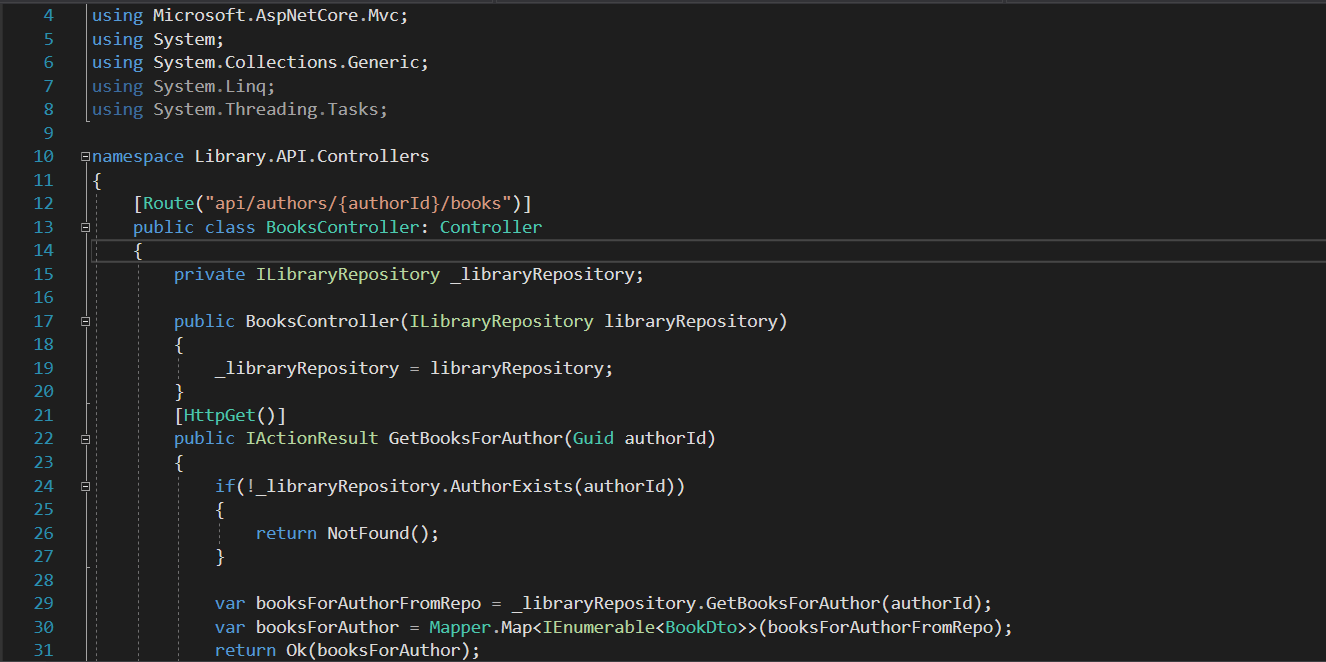 4 using Microsoft.AspNetCore.Mvc;
5 using System;
6 using System.Collections.Generic;
7 using System.Linq;
8 using System.Threading.Tasks;
9
10 namespace Library.API.Controllers
11 {
12 [Route("api/authors/{authorId}/books")]
13 public class BooksController: Controller
14 {
15 private ILibraryRepository _libraryRepository;
16
17 public BooksController(ILibraryRepository libraryRepository)
18 {
19 _libraryRepository = libraryRepository;
20 }
21 [HttpGet()]
22 public IActionResult GetBooksForAuthor(Guid authorId)
23 {
24 if(!_libraryRepository.AuthorExists(authorId))
25 {
26 return NotFound();
27 }
28
29 var booksForAuthorFromRepo = _libraryRepository.GetBooksForAuthor(authorId);
30 var booksForAuthor = Mapper.Map<IEnumerable<BookDto>>(booksForAuthorFromRepo);
31 return Ok(booksForAuthor);